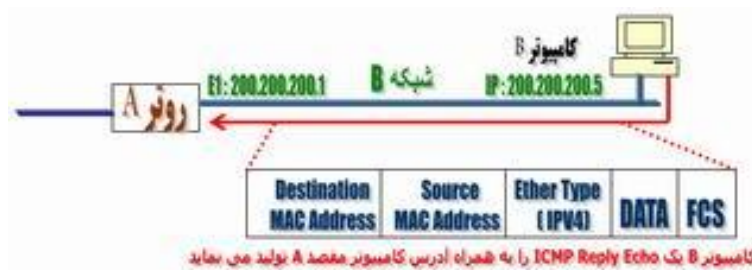 کامپیوتر B
E1: 200.200.200.1
شبکه B
IP: 200.200.200.5
روتر A
Destination MAC Address
Source MAC Address
Ether Type (IPV4)
DATA
FCS
کامپیوتر B یک ICMP Reply Echo را به همراه آدرس کامپیوتر مقصد A تولید می نماید